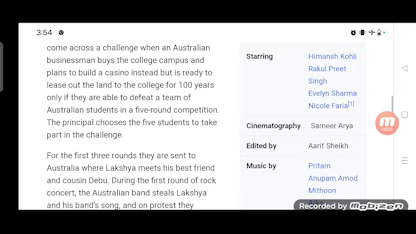 3:54
come across a challenge when an Australian
businessman buys the college campus and
plans to build a casino instead but is ready to
lease out the land to the college for 100 years
only if they are able to defeat a team of
Australian students in a five-round competition.
The principal chooses the five students to take
part in the challenge.
For the first three rounds they are sent to
Australia where Lakshya meets his best friend
and cousin Debu. During the first round of rock
concert, the Australian band steals Lakshya
and his band's song, and on protest they
Starring
Himansh Kohli
Rakul Preet
Singh
Evelyn Sharma
Nicole Faria[1]
Cinematography Sameer Arya
Edited by Aarif Sheikh
Music by
Pritam
Anupam Amod
Mithoon
Recorded by Mobizen